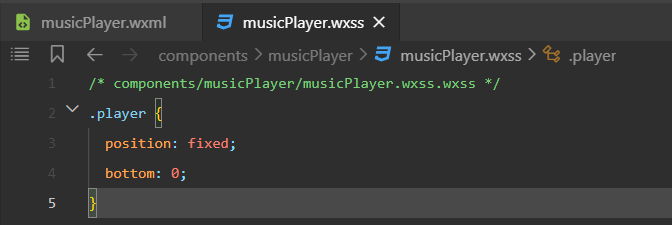 musicPlayer.wxml musicPlayer.wxss
components musicPlayer musicPlayer.wxss .player
1 /* components/musicPlayer/musicPlayer.wxss.wxss */
2 .player {
3 position: fixed;
4 bottom: 0;
5 }